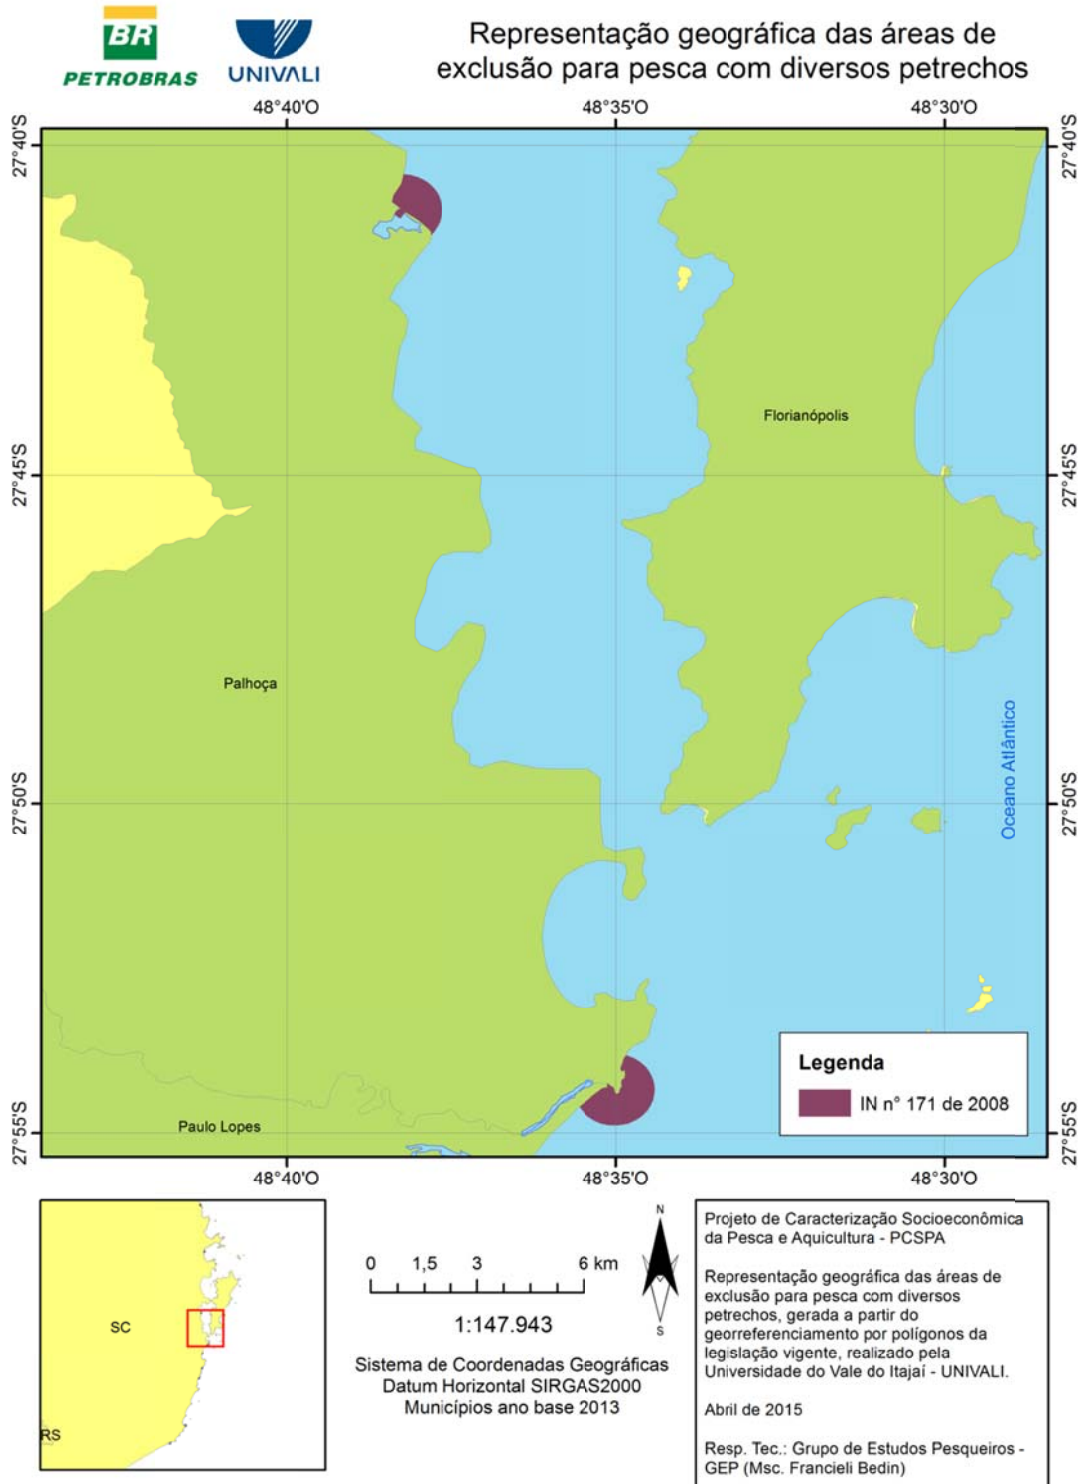 BR
PETROBRAS
UNIVALI
Representação geográfica das áreas de
exclusão para pesca com diversos petrechos
48°40'O 48°35'O 48°30'O
27°40'S 27°40'S
Florianópolis
27°45'S 27°45'S
Palhoça
Oceano Atlântico
27°50'S 27°50'S
Legenda
IN n° 171 de 2008
Paulo Lopes
27°55'S 27°55'S
48°40'O 48°35'O 48°30'O
SC
RS
0 1,5 3 6 km
1:147.943
Sistema de Coordenadas Geográficas
Datum Horizontal SIRGAS2000
Municípios ano base 2013
N
S
Projeto de Caracterização Socioeconômica
da Pesca e Aquicultura - PCSPA
Representação geográfica das áreas de
exclusão para pesca com diversos
petrechos, gerada a partir do
georreferenciamento por polígonos da
legislação vigente, realizado pela
Universidade do Vale do Itajaí - UNIVALI.
Abril de 2015
Resp. Tec.: Grupo de Estudos Pesqueiros -
GEP (Msc. Francieli Bedin)